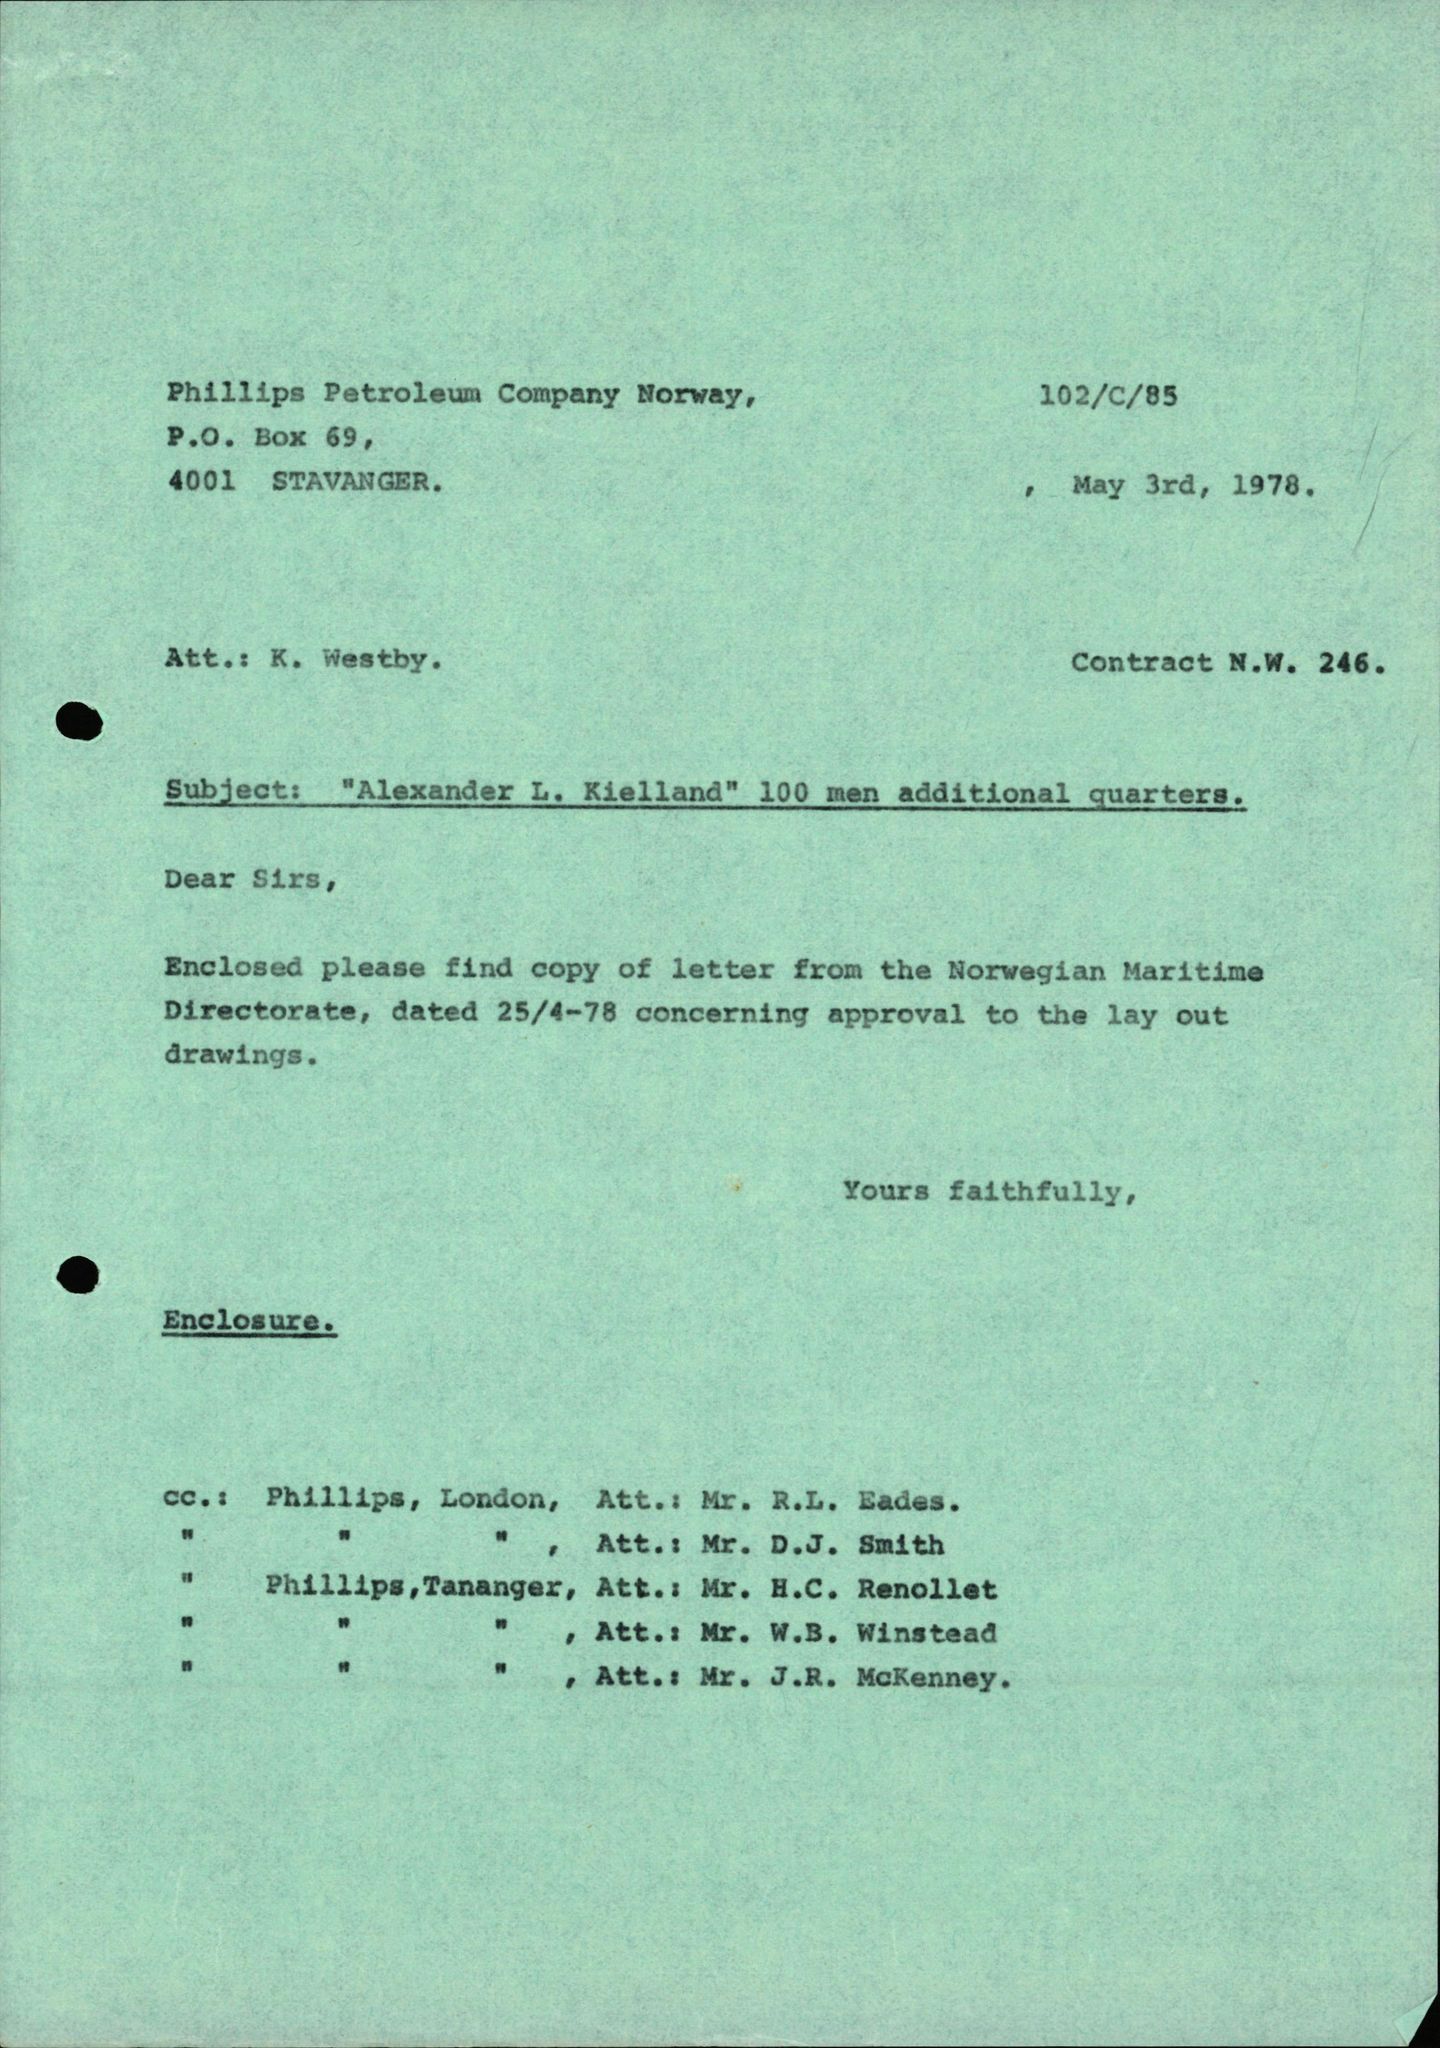 Phillips Petroleum Company Norway, 102/C/85
P.O. Box 69,
4001 STAVANGER. , May 3rd, 1978.
Att.: K. Westby. Contract N.W. 246.
Subject: "Alexander L. Kielland" 100 men additional quarters.
Dear Sirs,
Enclosed please find copy of letter from the Norwegian Maritime
Directorate, dated 25/4-78 concerning approval to the lay out
drawings.
Yours faithfully,
Enclosure.
cc.: Phillips, London, Att.: Mr. R.L. Eades.
" " " , Att.: Mr. D.J. Smith
" Phillips,Tananger, Att.: Mr. H.C. Renollet
" " " , Att.: Mr. W.B. Winstead
" " " , Att.: Mr. J.R. McKenney.